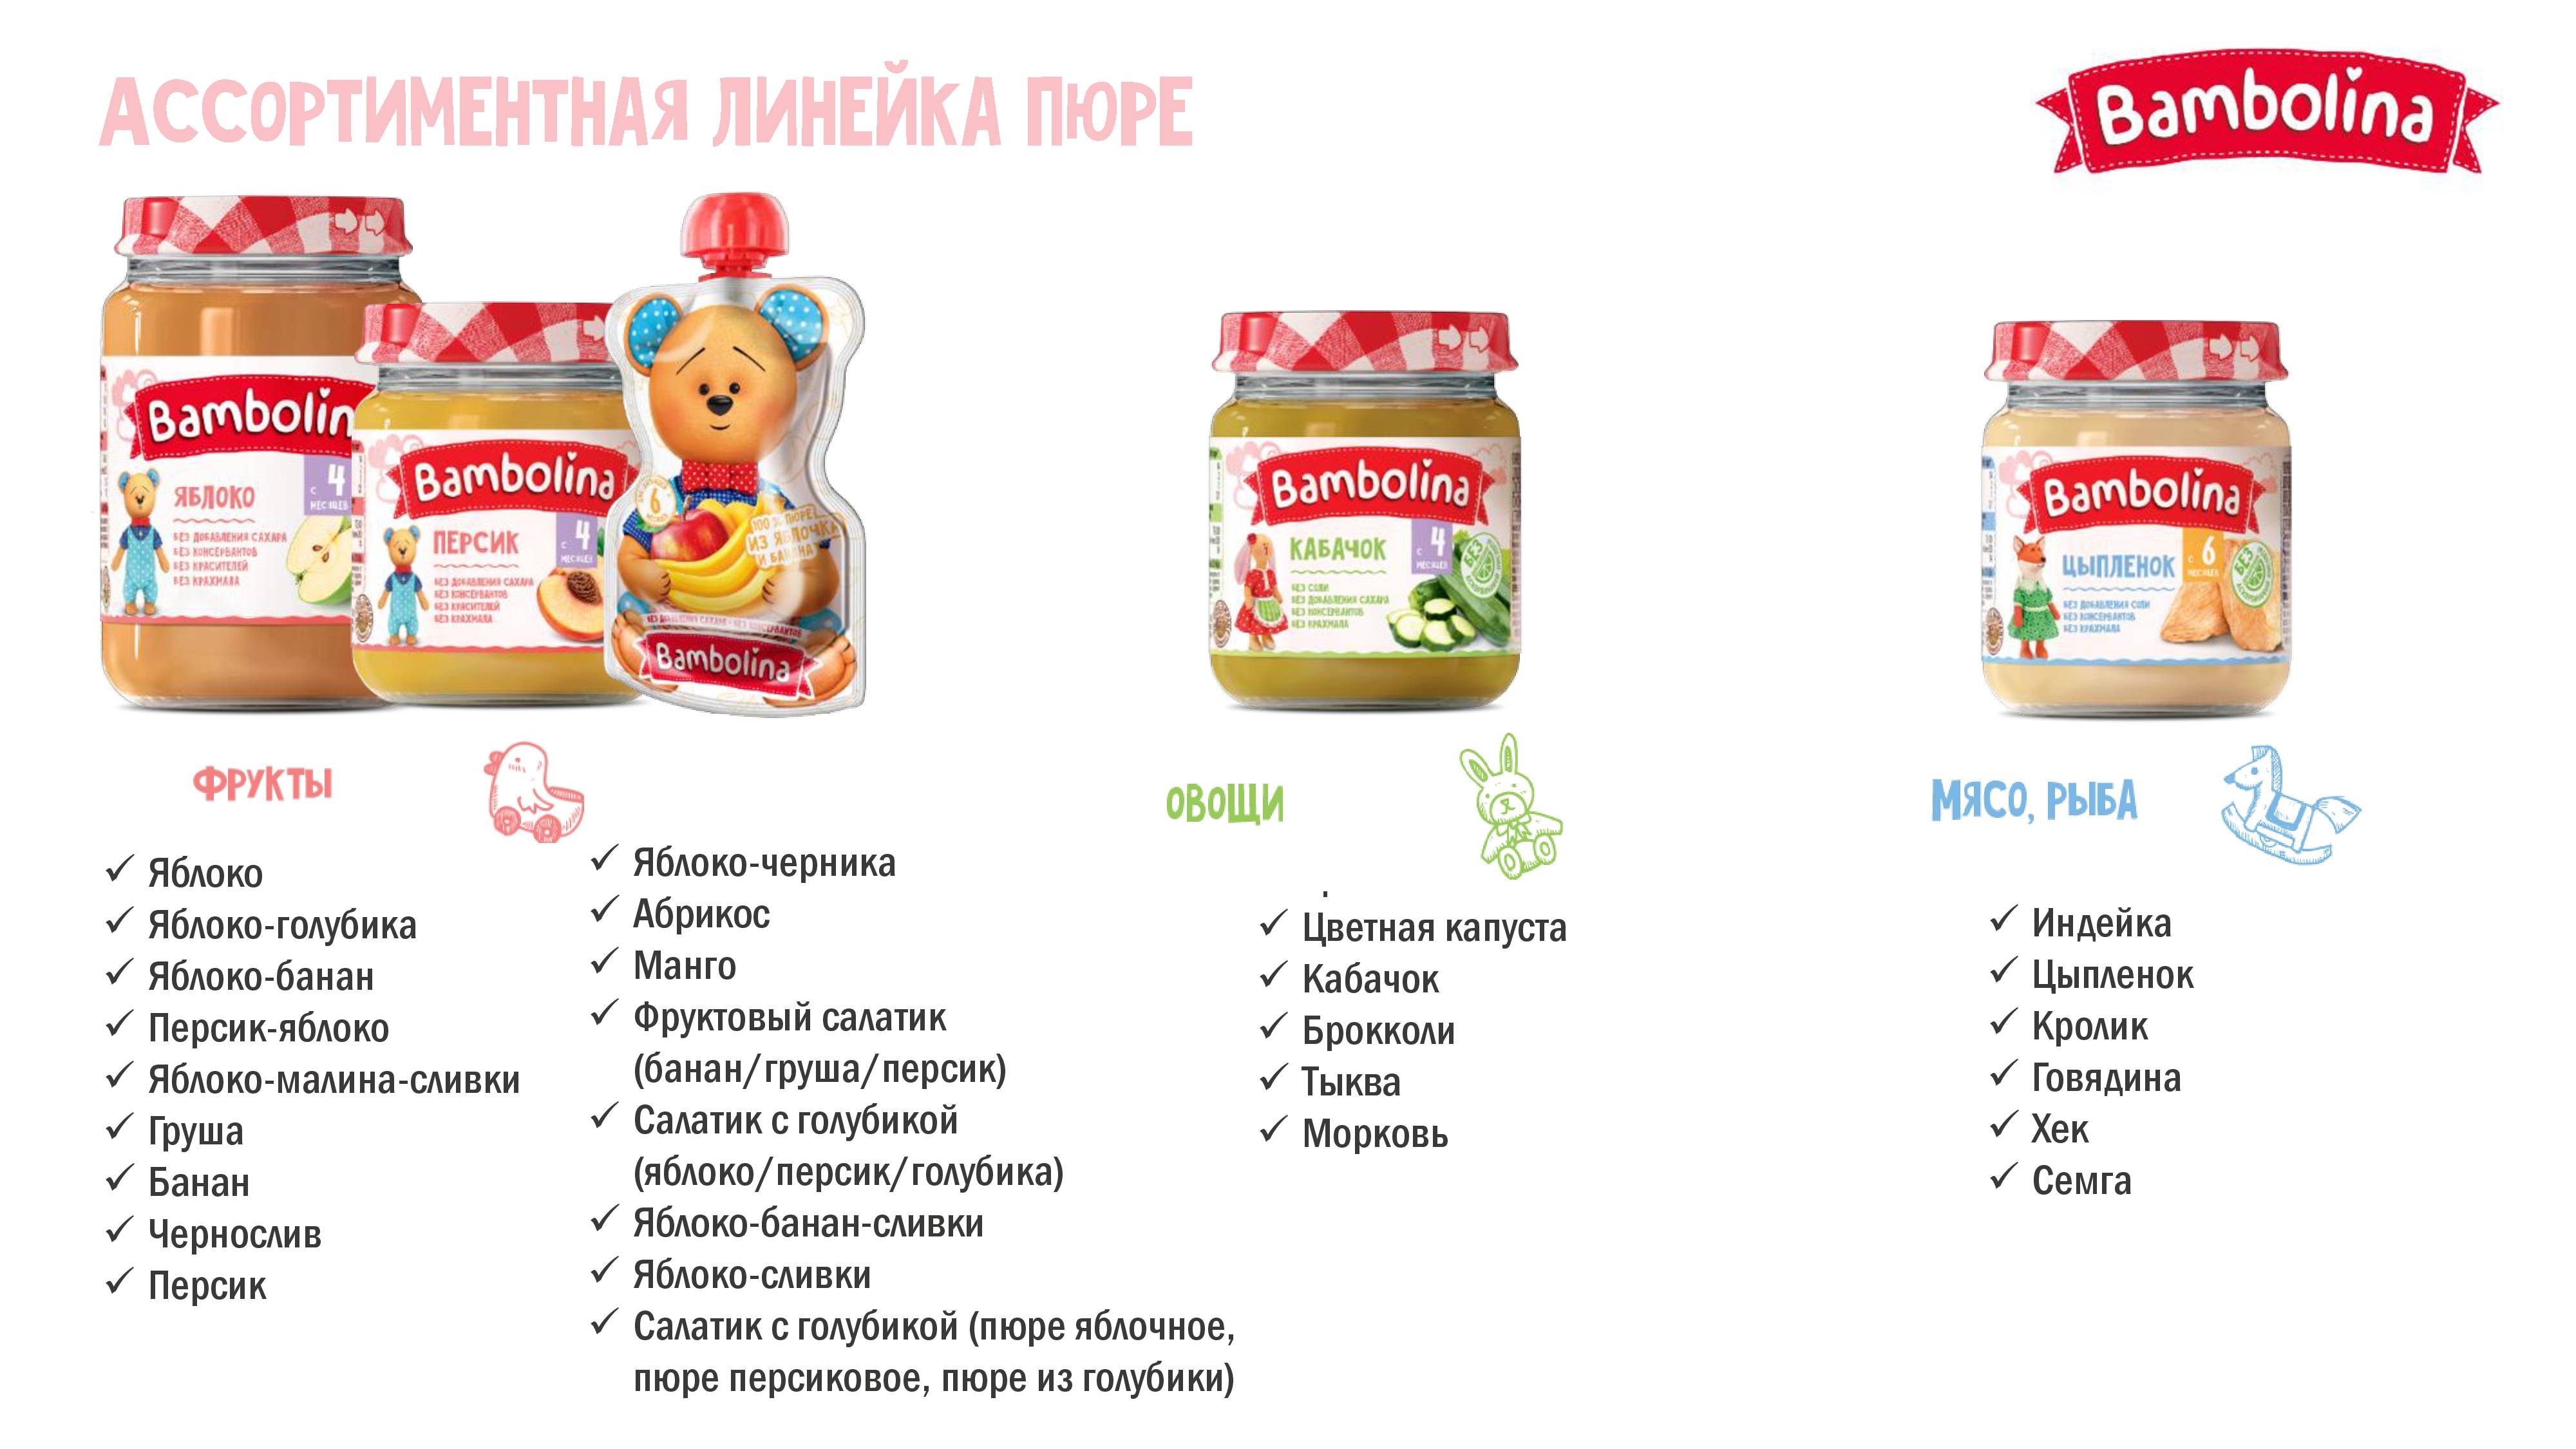 АССОРТИМЕНТНАЯ ЛИНЕЙКА ПЮРЕ
Bambolina
Bambolin
ЯБЛОКО
с 4
МЕСЯЦЕВ
БЕЗ ДОБАВЛЕНИЯ САХАРА
БЕЗ КОНСЕРВАНТОВ
БЕЗ КРАСИТЕЛЕЙ
БЕЗ КРАХМАЛА
Bambolina
ПЕРСИК
с 4
МЕСЯЦЕВ
БЕЗ ДОБАВЛЕНИЯ САХАРА
БЕЗ КОНСЕРВАНТОВ
БЕЗ КРАСИТЕЛЕЙ
БЕЗ КРАХМАЛА
6
100% ПЮРЕ
ИЗ ЯБЛОЧКА
И БАНАНА
БЕЗ ДОБАВЛЕНИЯ САХАРА • БЕЗ КОНСЕРВАНТОВ
Bambolina
Bambolina
КАБАЧОК
с 4
МЕСЯЦЕВ
БЕЗ
БЕЗ СОЛИ
БЕЗ ДОБАВЛЕНИЯ САХАРА
БЕЗ КОНСЕРВАНТОВ
БЕЗ КРАХМАЛА
Bambolina
ЦЫПЛЕНОК
с 6
МЕСЯЦЕВ
БЕЗ
БЕЗ ДОБАВЛЕНИЯ СОЛИ
БЕЗ КОНСЕРВАНТОВ
БЕЗ КРАХМАЛА
ФРУКТЫ
✓ Яблоко
✓ Яблоко-голубика
✓ Яблоко-банан
✓ Персик-яблоко
✓ Яблоко-малина-сливки
✓ Груша
✓ Банан
✓ Чернослив
✓ Персик
✓ Яблоко-черника
✓ Абрикос
✓ Манго
✓ Фруктовый салатик
(банан/груша/персик)
✓ Салатик с голубикой
(яблоко/персик/голубика)
✓ Яблоко-банан-сливки
✓ Яблоко-сливки
✓ Салатик с голубикой (пюре яблочное,
пюре персиковое, пюре из голубики)
ОВОЩИ
✓ Цветная капуста
✓ Кабачок
✓ Брокколи
✓ Тыква
✓ Морковь
МЯСО, РЫБА
✓ Индейка
✓ Цыпленок
✓ Кролик
✓ Говядина
✓ Хек
✓ Семга